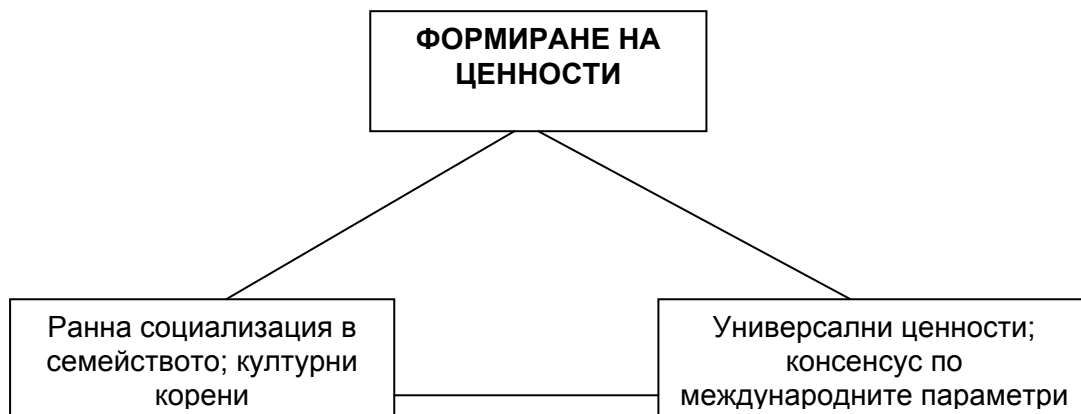 ФОРМИРАНЕ НА
ЦЕННОСТИ
Ранна социализация в
семейството; културни
корени
Универсални ценности;
консенсус по
международните параметри